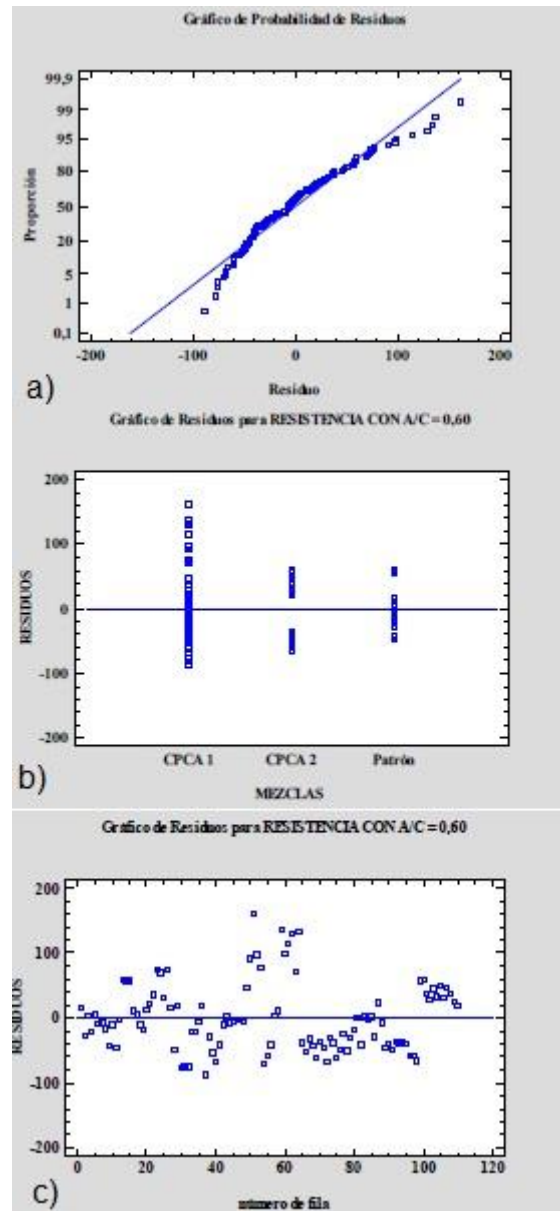 Gráfico de Probabilidad de Residuos
99,9
99
95
80
50
20
5
1
0,1
Proporción
-200 -100 0 100 200
Residuo
a)
Gráfico de Residuos para RESISTENCIA CON A/C = 0,60
200
100
0
-100
-200
RESIDUOS
CPCA 1 CPCA 2 Patrón
MEZCLAS
b)
Gráfico de Residuos para RESISTENCIA CON A/C = 0,60
200
100
0
-100
-200
RESIDUOS
0 20 40 60 80 100 120
número de fila
c)